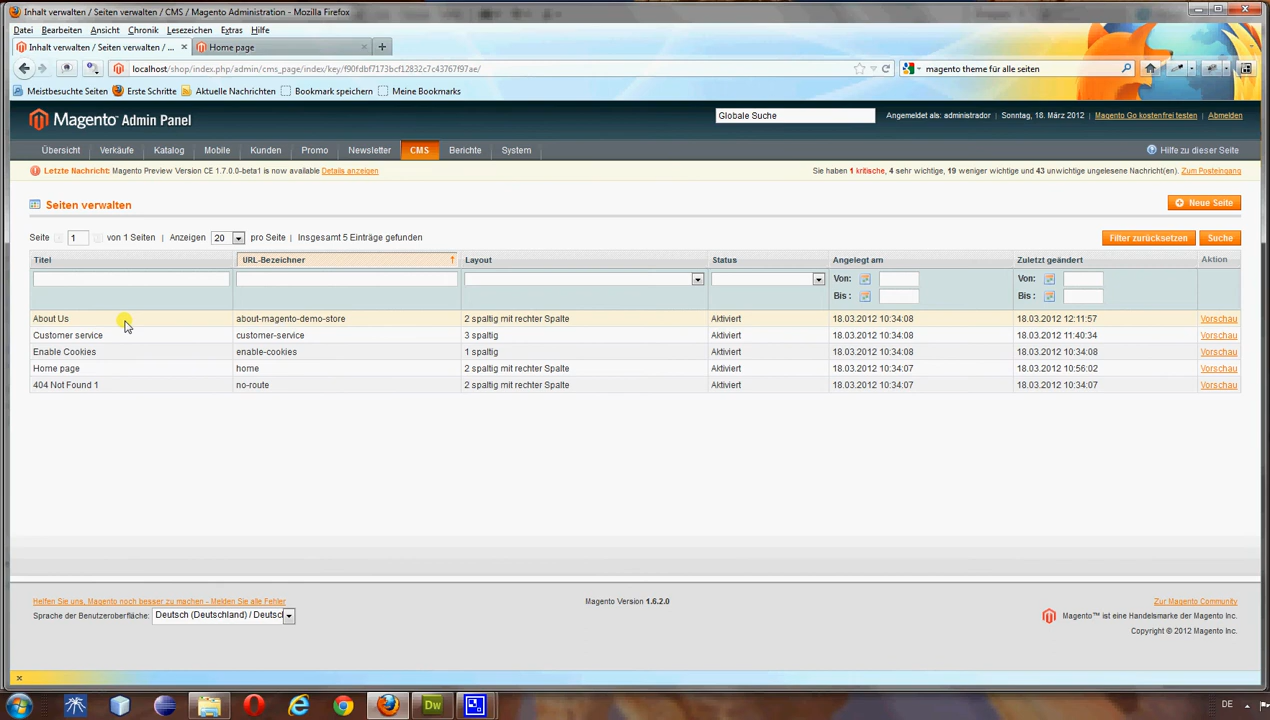 Inhalt verwalten / Seiten verwalten / CMS / Magento Administration - Mozilla Firefox
Datei Bearbeiten Ansicht Chronik Lesezeichen Extras Hilfe
Inhalt verwalten / Seiten verwalten / ... × Home page × +
localhost/shop/index.php/admin/cms_page/index/key/f90fdbf7173bcf12832c7c43767f97ae/ magento theme für alle seiten
Meistbesuchte Seiten Erste Schritte Aktuelle Nachrichten Bookmark speichern Meine Bookmarks
Magento Admin Panel Globale Suche Angemeldet als: administrador | Sonntag, 18. März 2012 | Magento Go kostenfrei testen | Abmelden
Übersicht Verkäufe Katalog Mobile Kunden Promo Newsletter CMS Berichte System Hilfe zu dieser Seite
Letzte Nachricht: Magento Preview Version CE 1.7.0.0-beta1 is now available Details anzeigen Sie haben 1 kritische, 4 sehr wichtige, 19 weniger wichtige und 43 unwichtige ungelesene Nachricht(en). Zum Posteingang
Seiten verwalten Neue Seite
Seite 1 von 1 Seiten | Anzeigen 20 pro Seite | Insgesamt 5 Einträge gefunden Filter zurücksetzen Suche
Titel URL-Bezeichner Layout Status Angelegt am Zuletzt geändert Aktion
Von: Von:
Bis : Bis :
About Us about-magento-demo-store 2 spaltig mit rechter Spalte Aktiviert 18.03.2012 10:34:08 18.03.2012 12:11:57 Vorschau
Customer service customer-service 3 spaltig Aktiviert 18.03.2012 10:34:08 18.03.2012 11:40:34 Vorschau
Enable Cookies enable-cookies 1 spaltig Aktiviert 18.03.2012 10:34:08 18.03.2012 10:34:08 Vorschau
Home page home 2 spaltig mit rechter Spalte Aktiviert 18.03.2012 10:34:07 18.03.2012 10:56:02 Vorschau
404 Not Found 1 no-route 2 spaltig mit rechter Spalte Aktiviert 18.03.2012 10:34:07 18.03.2012 10:34:07 Vorschau
Helfen Sie uns, Magento noch besser zu machen - Melden Sie alle Fehler Magento Version 1.6.2.0 Zur Magento Community
Sprache der Benutzeroberfläche: Deutsch (Deutschland) / Deutsc Magento™ ist eine Handelsmarke der Magento Inc.
Copyright © 2012 Magento Inc.
×
Dw DE